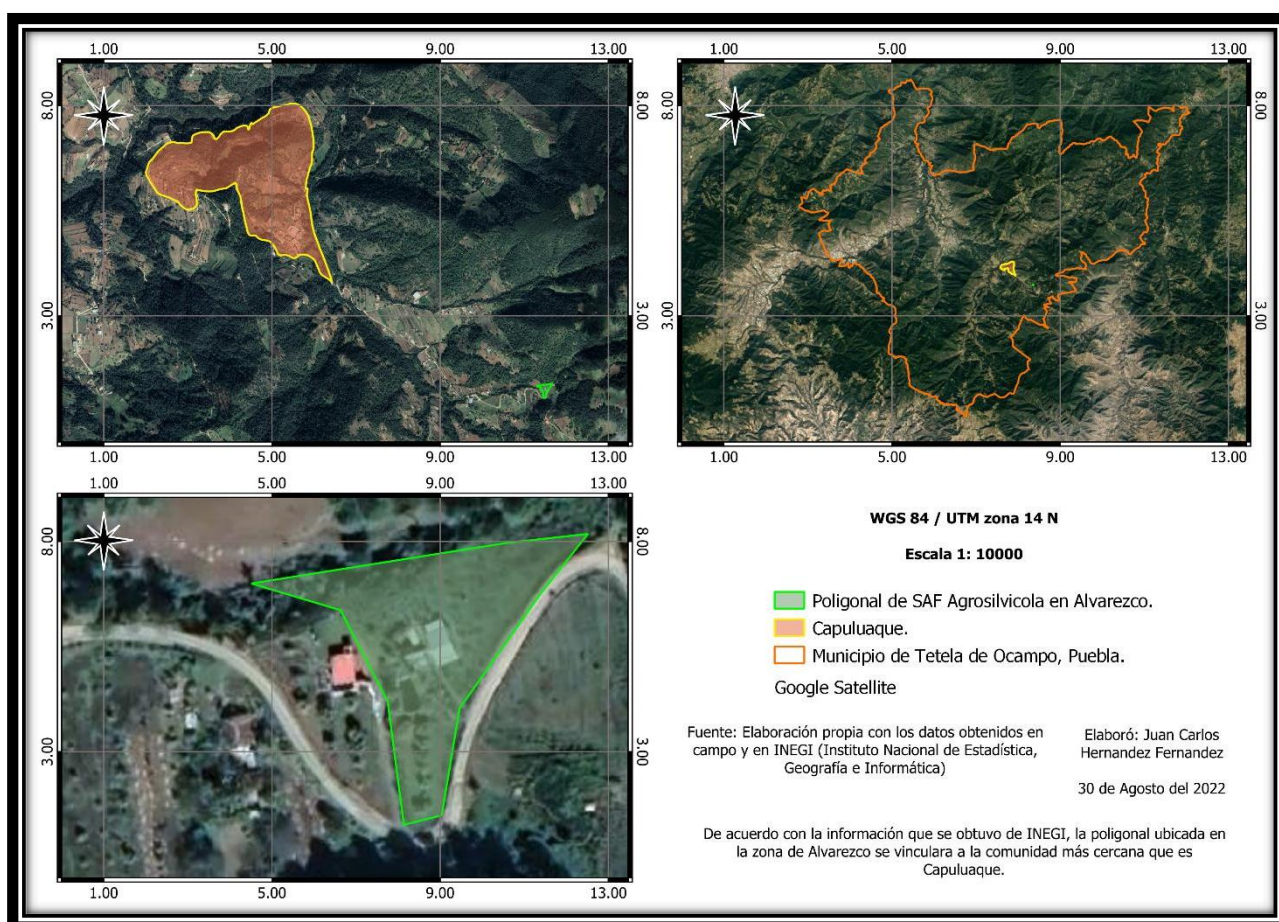 1.00 5.00 9.00 13.00
1.00 5.00 9.00 13.00
8.00 8.00 8.00
3.00 3.00 3.00
1.00 5.00 9.00 13.00
1.00 5.00 9.00 13.00
1.00 5.00 9.00 13.00
8.00 8.00
3.00 3.00
1.00 5.00 9.00 13.00
WGS 84 / UTM zona 14 N
Escala 1: 10000
Poligonal de SAF Agrosilvicola en Alvarezco.
Capuluaque.
Municipio de Tetela de Ocampo, Puebla.
Google Satellite
Fuente: Elaboración propia con los datos obtenidos en
campo y en INEGI (Instituto Nacional de Estadística,
Geografía e Informática)
Elaboró: Juan Carlos
Hernandez Fernandez
30 de Agosto del 2022
De acuerdo con la información que se obtuvo de INEGI, la poligonal ubicada en
la zona de Alvarezco se vinculara a la comunidad más cercana que es
Capuluaque.